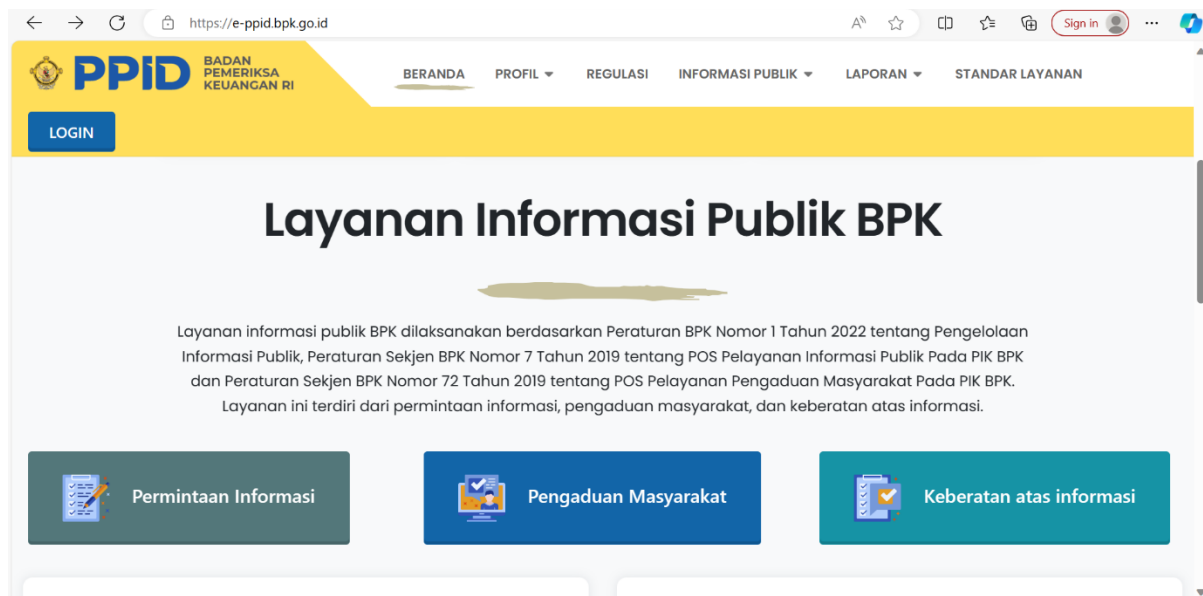 https://e-ppid.bpk.go.id
Sign in
PPID BADAN PEMERIKSA KEUANGAN RI
BERANDA PROFIL REGULASI INFORMASI PUBLIK LAPORAN STANDAR LAYANAN
LOGIN
Layanan Informasi Publik BPK
Layanan informasi publik BPK dilaksanakan berdasarkan Peraturan BPK Nomor 1 Tahun 2022 tentang Pengelolaan
Informasi Publik, Peraturan Sekjen BPK Nomor 7 Tahun 2019 tentang POS Pelayanan Informasi Publik Pada PIK BPK
dan Peraturan Sekjen BPK Nomor 72 Tahun 2019 tentang POS Pelayanan Pengaduan Masyarakat Pada PIK BPK.
Layanan ini terdiri dari permintaan informasi, pengaduan masyarakat, dan keberatan atas informasi.
Permintaan Informasi
Pengaduan Masyarakat
Keberatan atas informasi